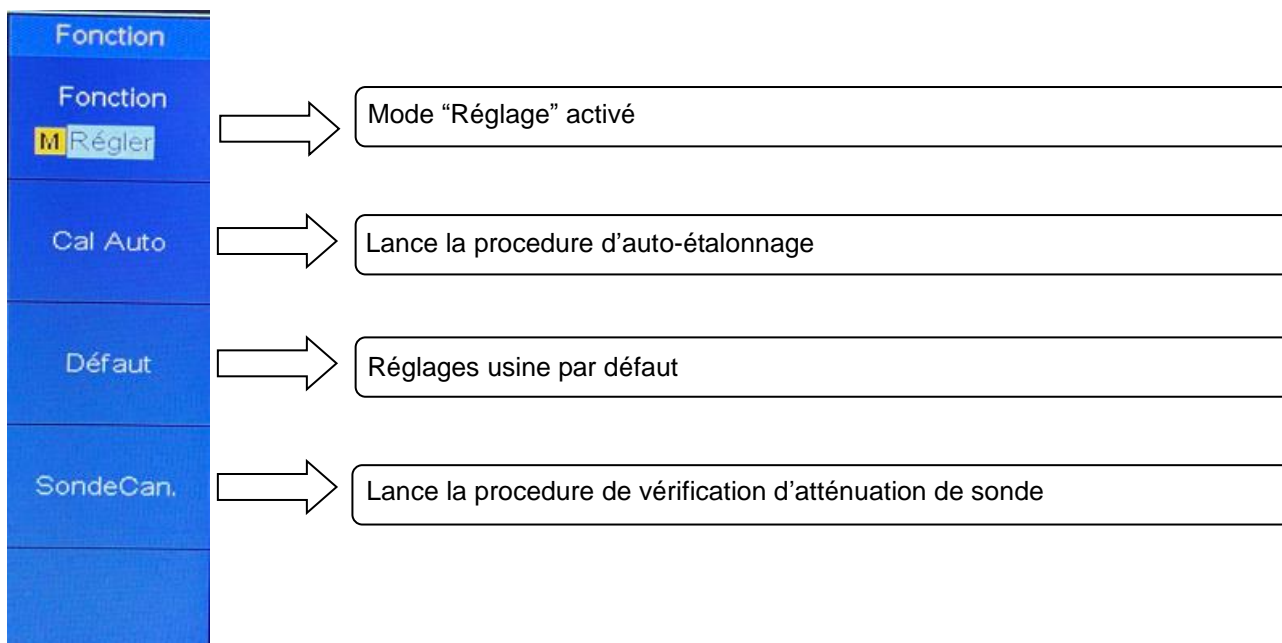 Fonction
Fonction
M Régler
Mode “Réglage” activé
Cal Auto
Lance la procedure d’auto-étalonnage
Défaut
Réglages usine par défaut
SondeCan.
Lance la procedure de vérification d’atténuation de sonde